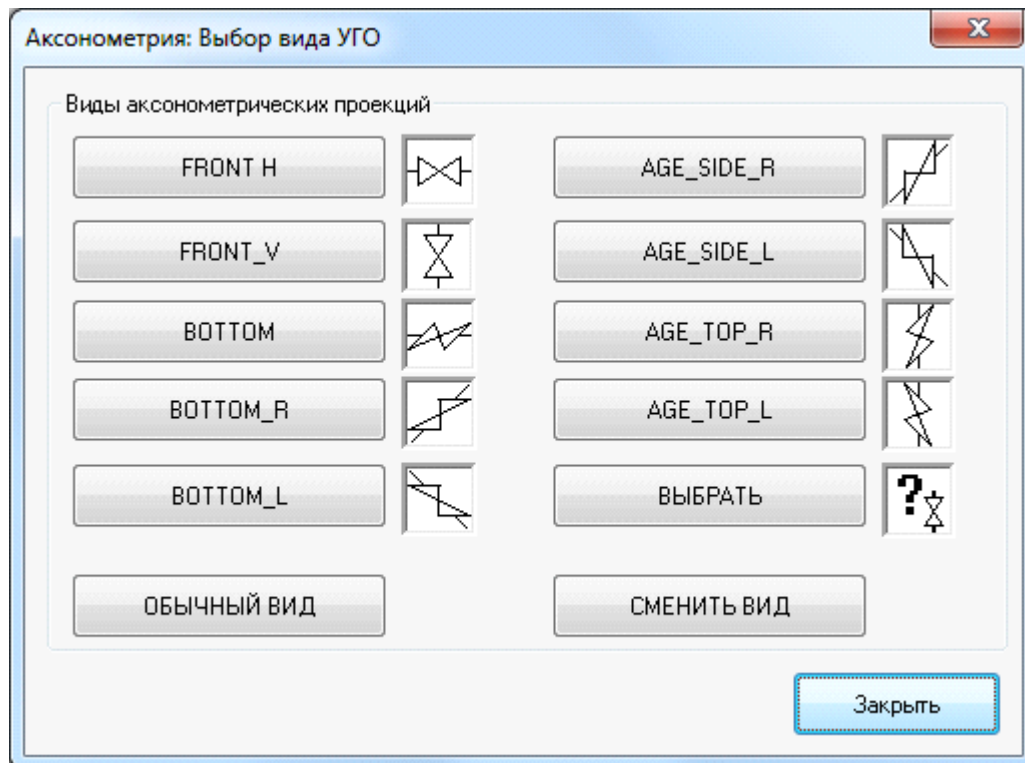 Аксонометрия: Выбор вида УГО
Виды аксонометрических проекций
FRONT H
AGE_SIDE_R
FRONT_V
AGE_SIDE_L
BOTTOM
AGE_TOP_R
BOTTOM_R
AGE_TOP_L
BOTTOM_L
ВЫБРАТЬ
?
ОБЫЧНЫЙ ВИД
СМЕНИТЬ ВИД
Закрыть